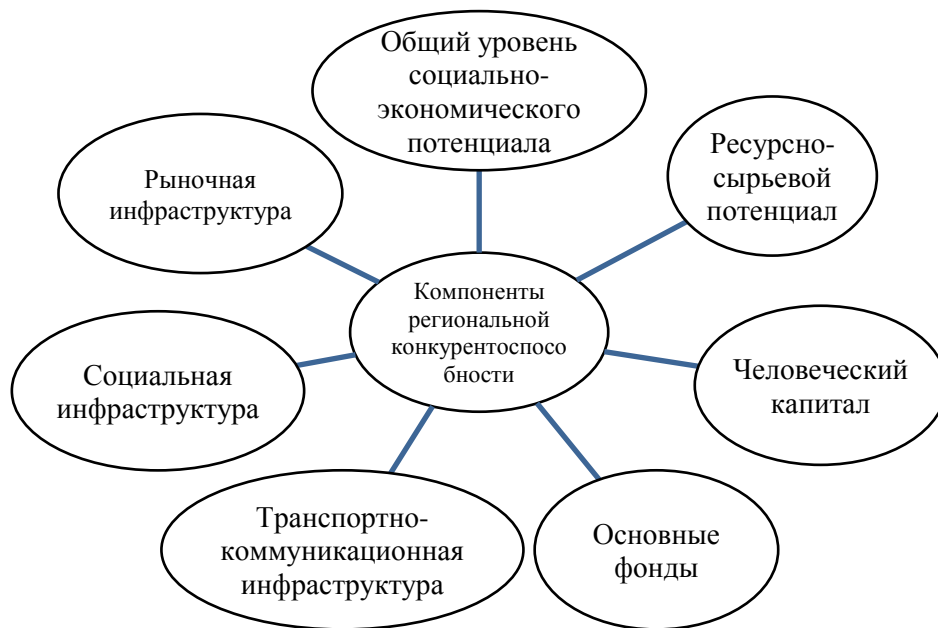 Общий уровень
социально-
экономического
потенциала
Ресурсно-
сырьевой
потенциал
Рыночная
инфраструктура
Компоненты
региональной
конкурентоспосо
бности
Человеческий
капитал
Социальная
инфраструктура
Транспортно-
коммуникационная
инфраструктура
Основные
фонды